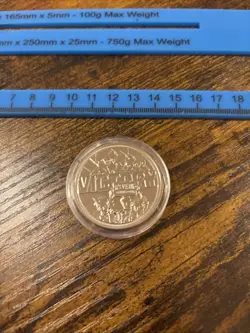 165mm x 5mm - 100g Max Weight
x 250mm x 25mm - 750g Max Weight
7 8 9 10 11 12 13 14 15 16 17 18